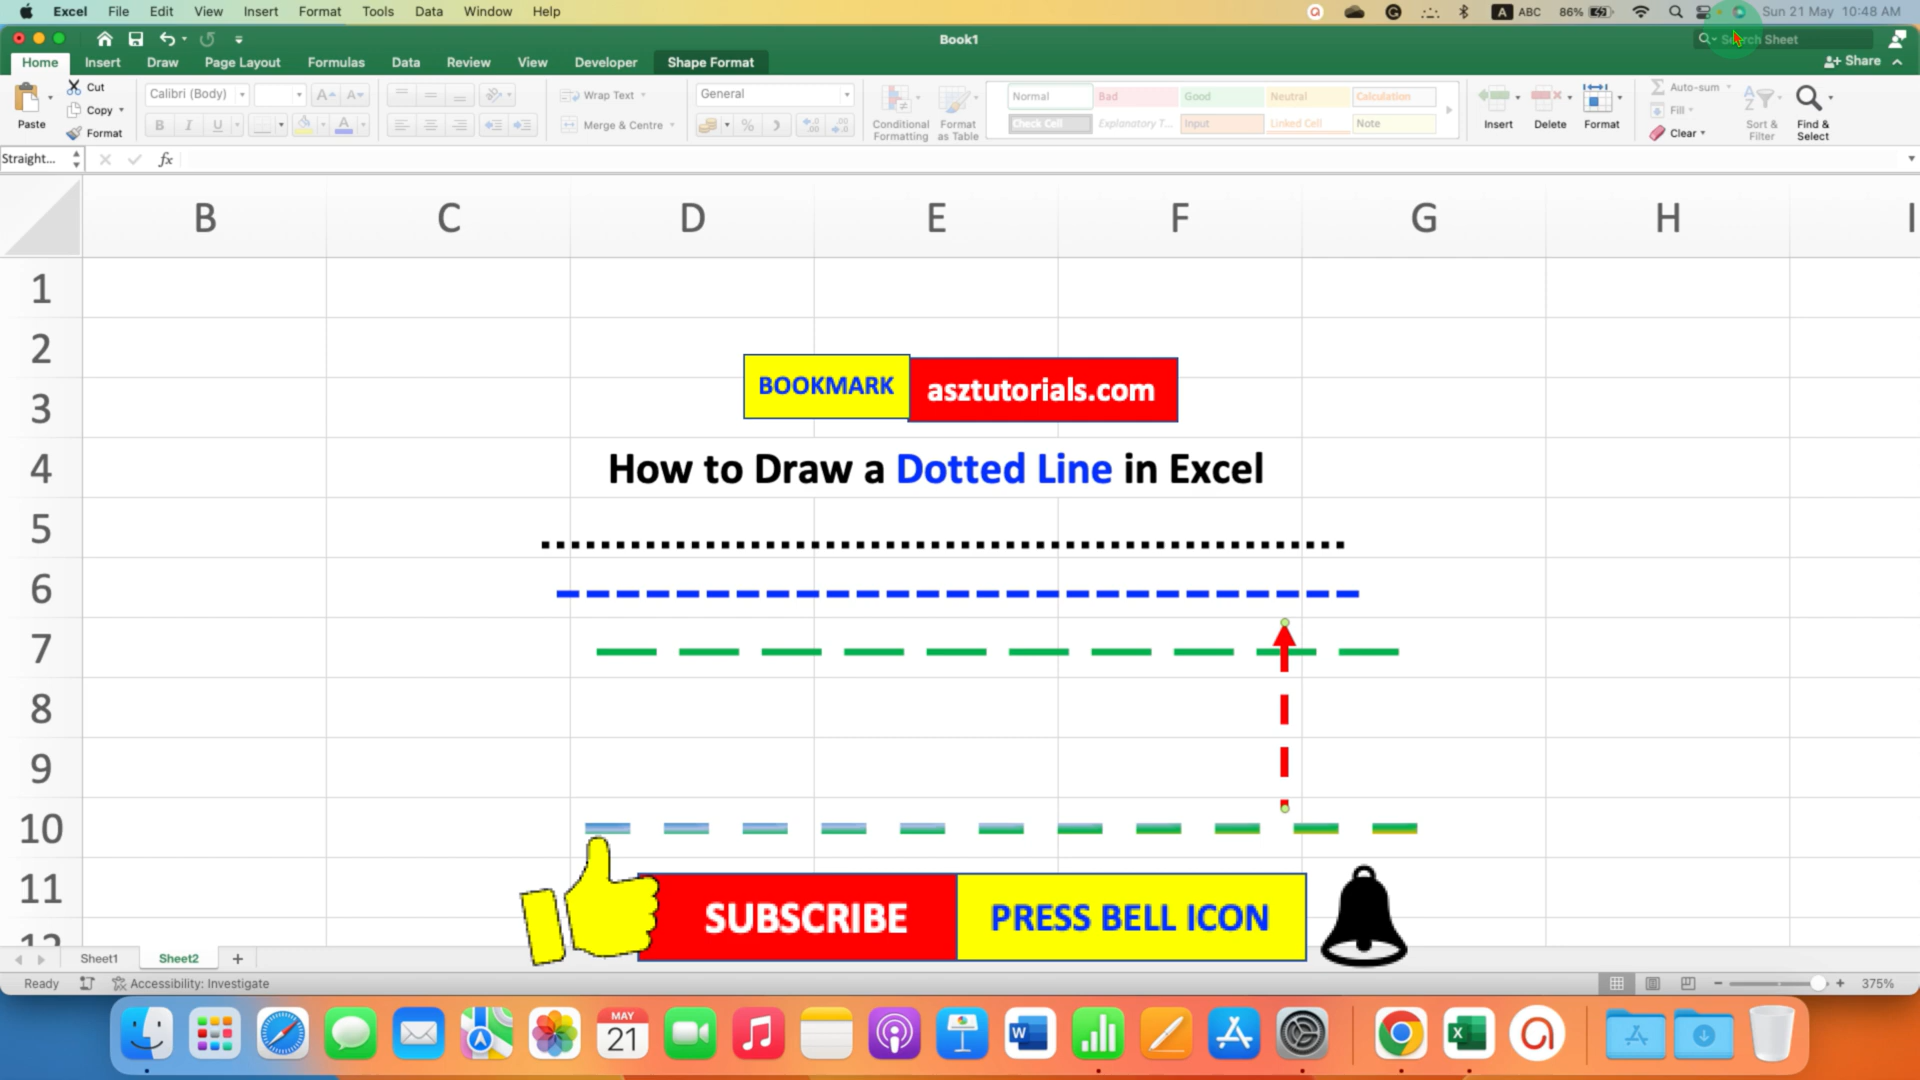 Excel File Edit View Insert Format Tools Data Window Help A ABC 86% Sun 21 May 10:48 AM
Book1 Search Sheet
Home Insert Draw Page Layout Formulas Data Review View Developer Shape Format Share
Paste Cut Copy Format
Calibri (Body) A A
B I U A
Wrap Text
Merge & Centre
General
%
Conditional Formatting
Format as Table
Normal Bad Good Neutral Calculation
Check Cell Explanatory T... Input Linked Cell Note
Insert Delete Format
Auto-sum
Fill
Clear
Sort & Filter
Find & Select
Straight... fx
B C D E F G H I
1
2
3
4
5
6
7
8
9
10
11
12
BOOKMARK asztutorials.com
How to Draw a Dotted Line in Excel
SUBSCRIBE PRESS BELL ICON
Sheet1 Sheet2 +
Ready Accessibility: Investigate 375%
MAY
21
W
X